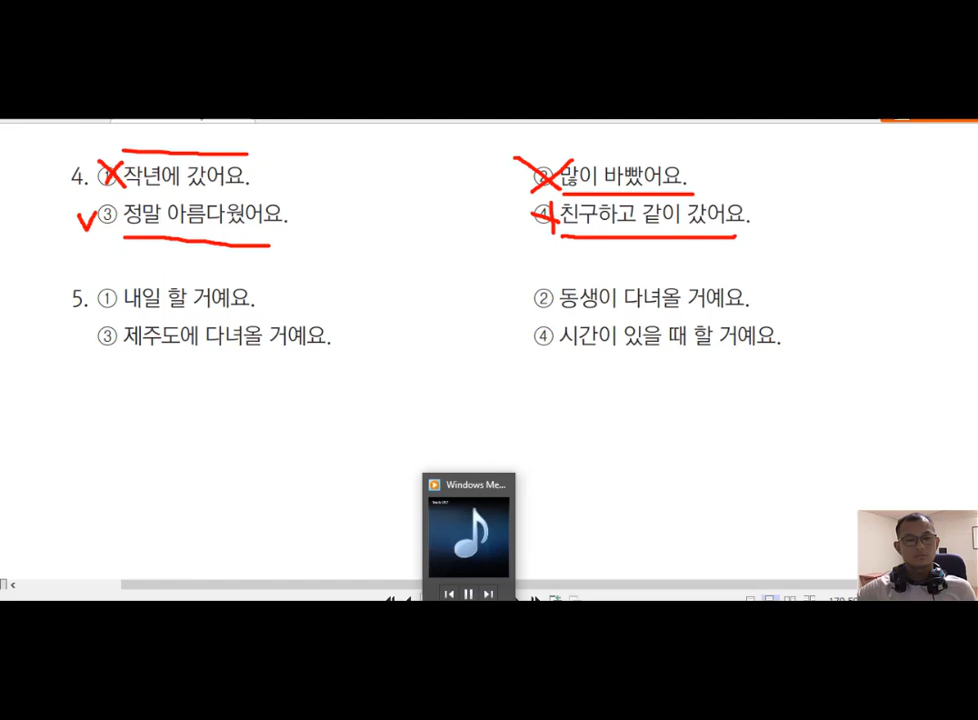 4. ① 작년에 갔어요. ② 많이 바빴어요.
③ 정말 아름다웠어요. ④ 친구하고 같이 갔어요.
5. ① 내일 할 거예요. ② 동생이 다녀올 거예요.
③ 제주도에 다녀올 거예요. ④ 시간이 있을 때 할 거예요.
Windows Me...